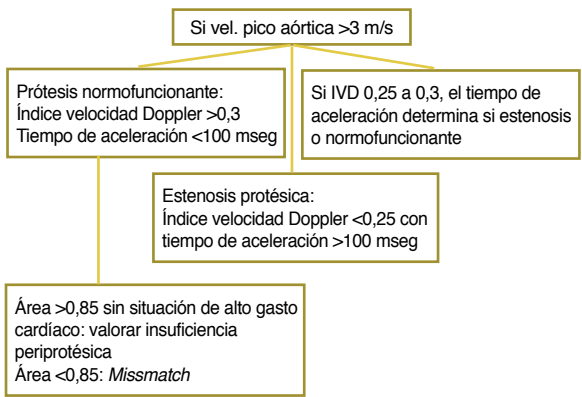 Si vel. pico aórtica >3 m/s
Prótesis normofuncionante:
Índice velocidad Doppler >0,3
Tiempo de aceleración <100 mseg
Si IVD 0,25 a 0,3, el tiempo de
aceleración determina si estenosis
o normofuncionante
Estenosis protésica:
Índice velocidad Doppler <0,25 con
tiempo de aceleración >100 mseg
Área >0,85 sin situación de alto gasto
cardíaco: valorar insuficiencia
periprotésica
Área <0,85: Missmatch